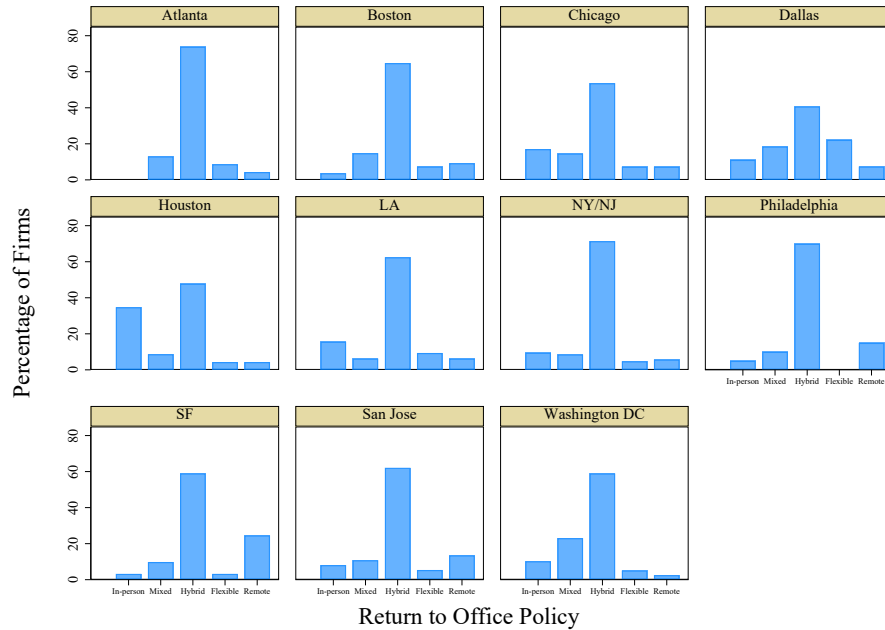 Atlanta Boston Chicago Dallas
80
60
40
20
0
Houston LA NY/NJ Philadelphia
80
60
40
20
0
In-person Mixed Hybrid Flexible Remote
SF San Jose Washington DC
80
60
40
20
0
In-person Mixed Hybrid Flexible Remote In-person Mixed Hybrid Flexible Remote In-person Mixed Hybrid Flexible Remote
Percentage of Firms
Return to Office Policy